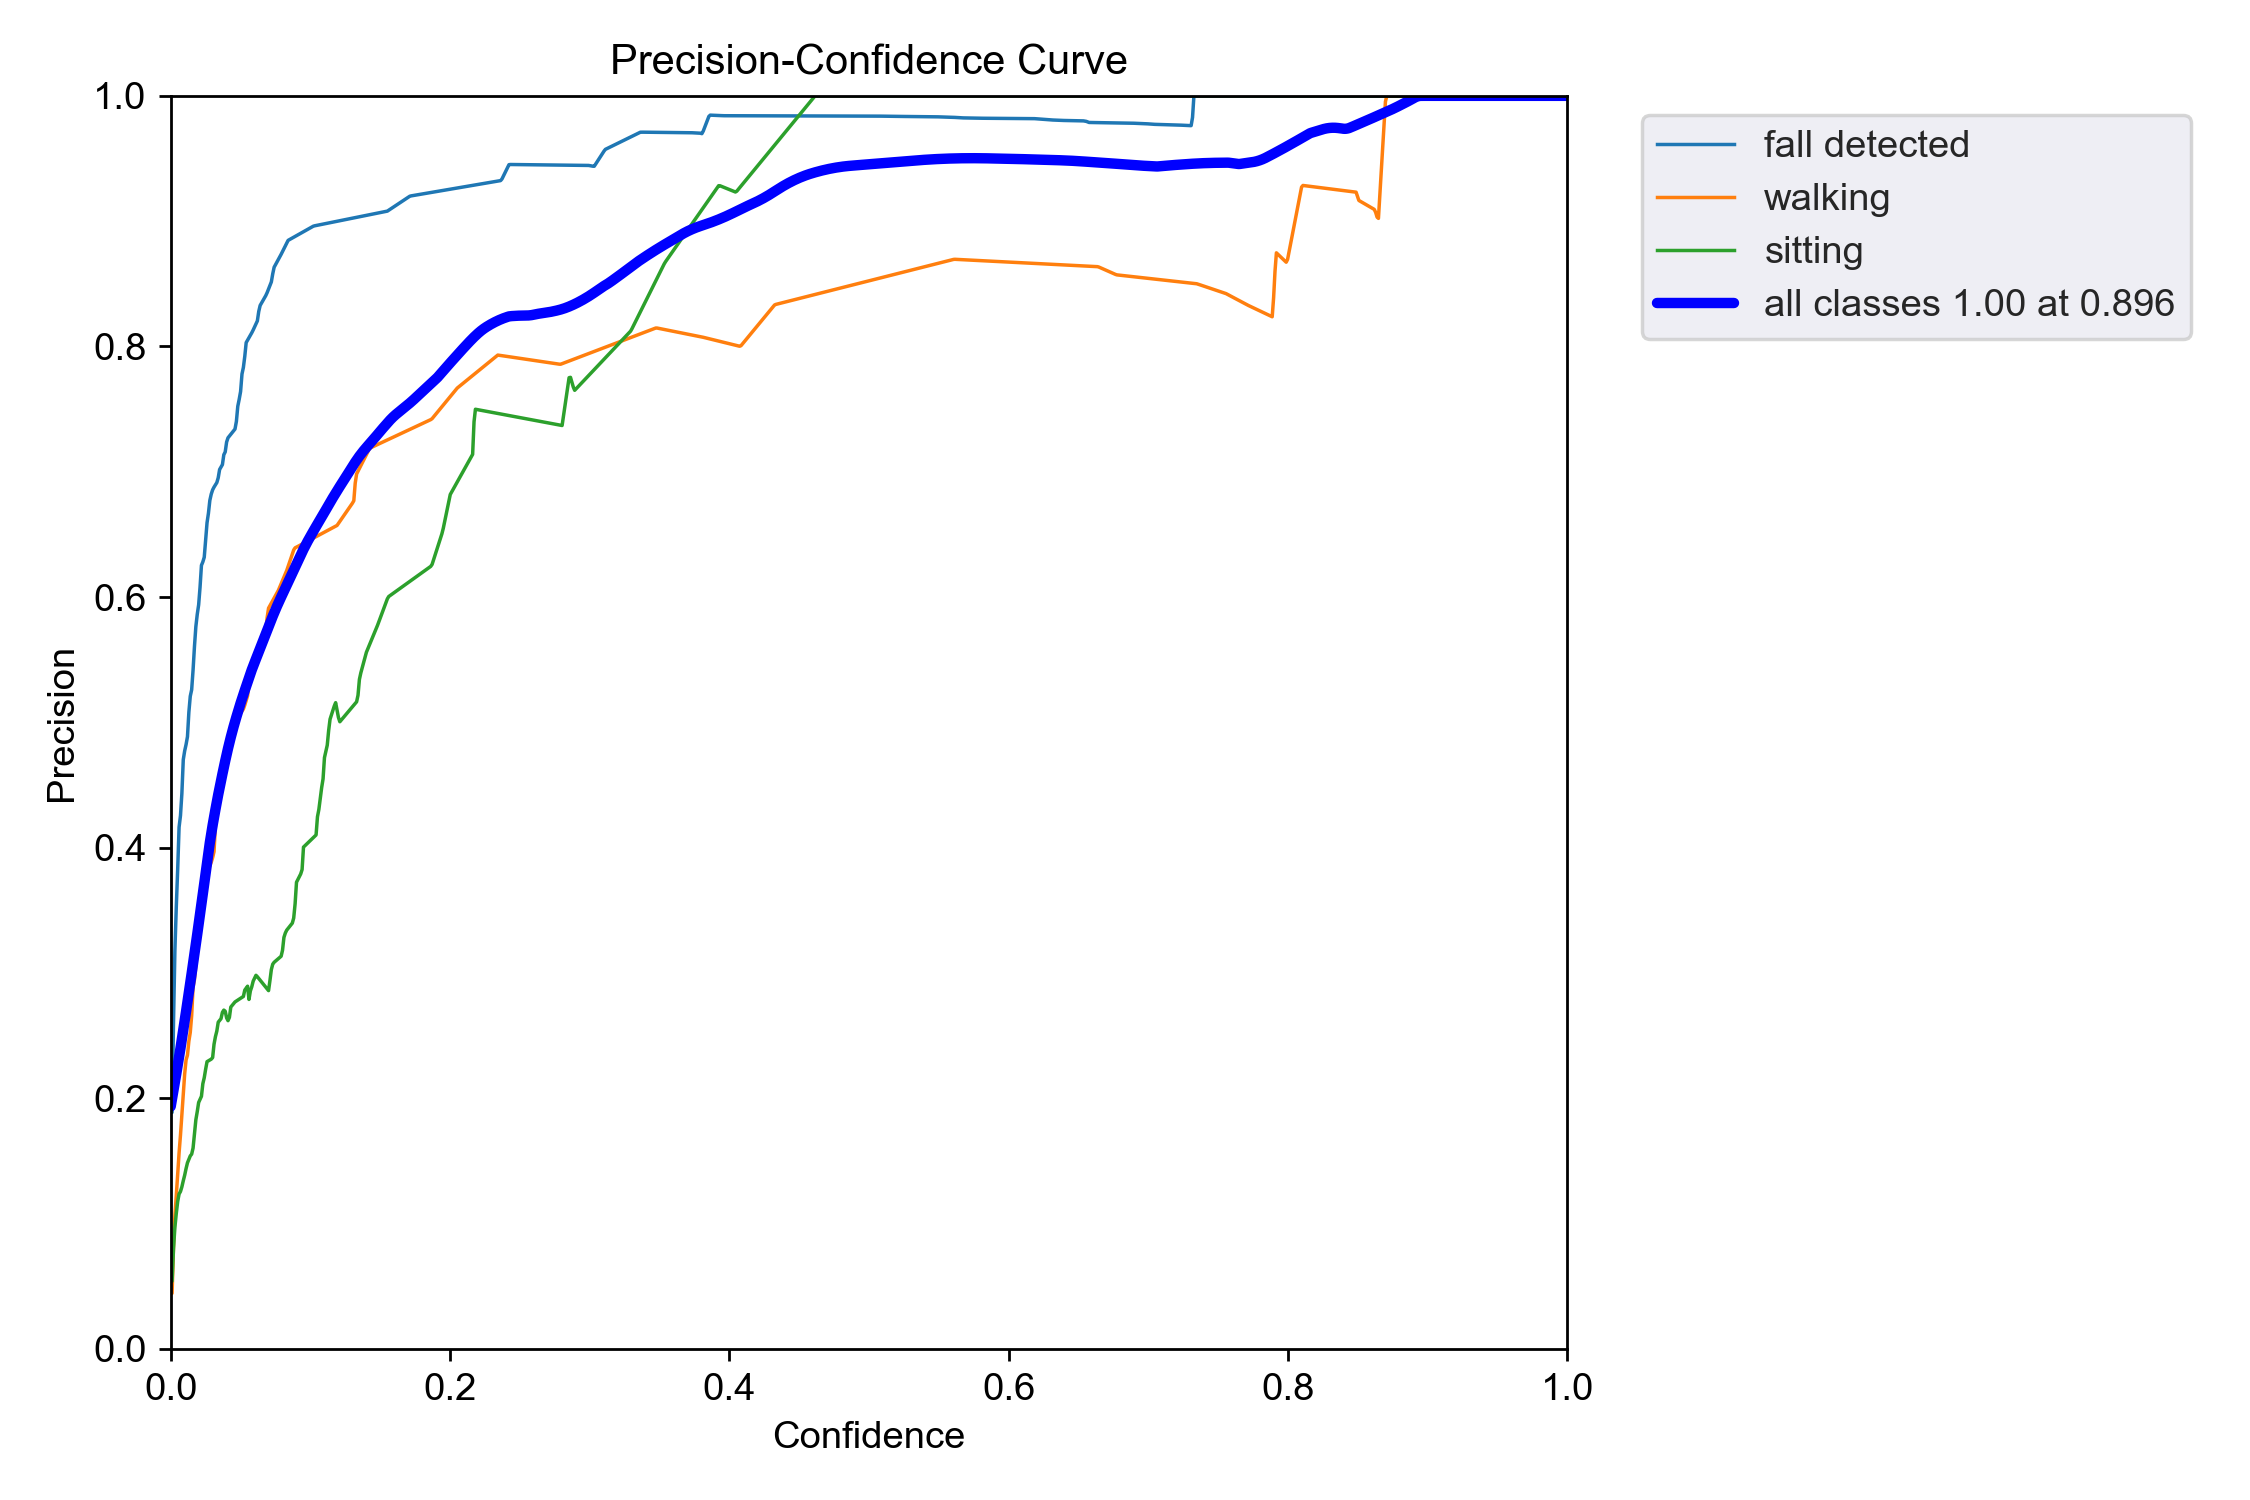 Precision-Confidence Curve
1.0
0.8
0.6
0.4
0.2
0.0
Precision
0.0 0.2 0.4 0.6 0.8 1.0
Confidence
fall detected
walking
sitting
all classes 1.00 at 0.896